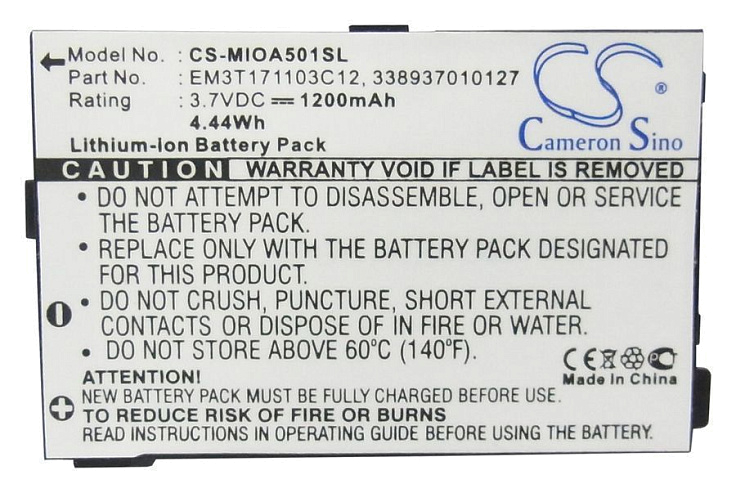 Model No. : CS-MIOA501SL
Part No. : EM3T171103C12, 338937010127
Rating : 3.7VDC ⎓ 1200mAh
4.44Wh
Lithium-Ion Battery Pack
CS ®
Cameron Sino
CAUTION WARRANTY VOID IF LABEL IS REMOVED
• DO NOT ATTEMPT TO DISASSEMBLE, OPEN OR SERVICE
THE BATTERY PACK.
• REPLACE ONLY WITH THE BATTERY PACK DESIGNATED
FOR THIS PRODUCT.
• DO NOT CRUSH, PUNCTURE, SHORT EXTERNAL
CONTACTS OR DISPOSE OF IN FIRE OR WATER.
• DO NOT STORE ABOVE 60°C (140°F).
CE
Made in China
ATTENTION!
NEW BATTERY PACK MUST BE FULLY CHARGED BEFORE USE.
TO REDUCE RISK OF FIRE OR BURNS
READ INSTRUCTIONS IN OPERATING GUIDE BEFORE USING THE BATTERY.